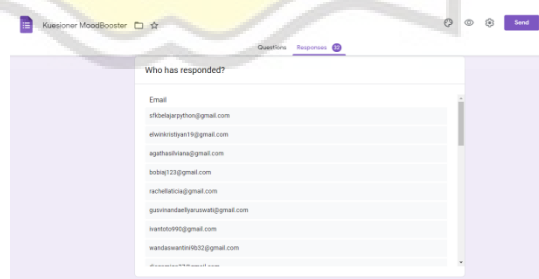 Kuesioner MoodBooster
Send
Questions Responses
Who has responded?
Email
sfkbelajarpython@gmail.com
elwinkristiyan19@gmail.com
agathasilviana@gmail.com
bobiaj123@gmail.com
rachellaticia@gmail.com
gusvinandaellyaruswati@gmail.com
ivantoto990@gmail.com
wandaswantini9b32@gmail.com